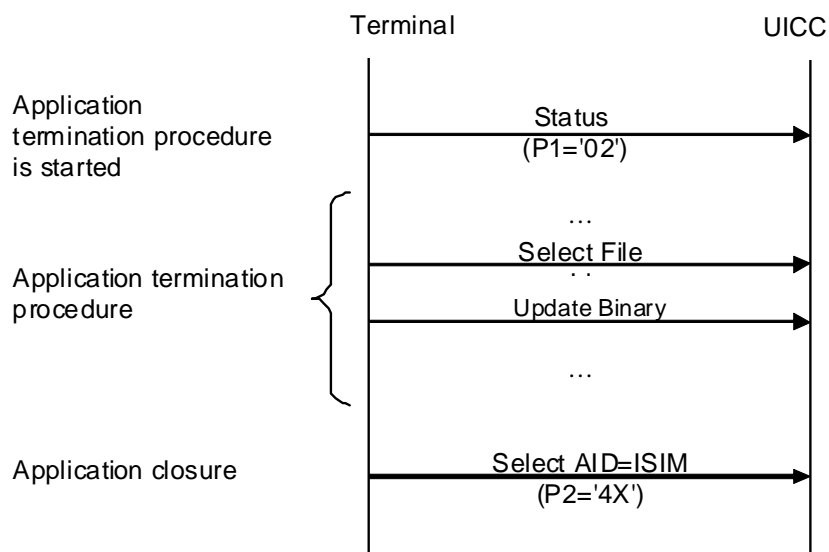 Terminal
UICC
Application
termination procedure
is started
Status
(P1='02')
...
Select File
. .
Application termination
procedure
Update Binary
...
Application closure
Select AID=ISIM
(P2='4X')